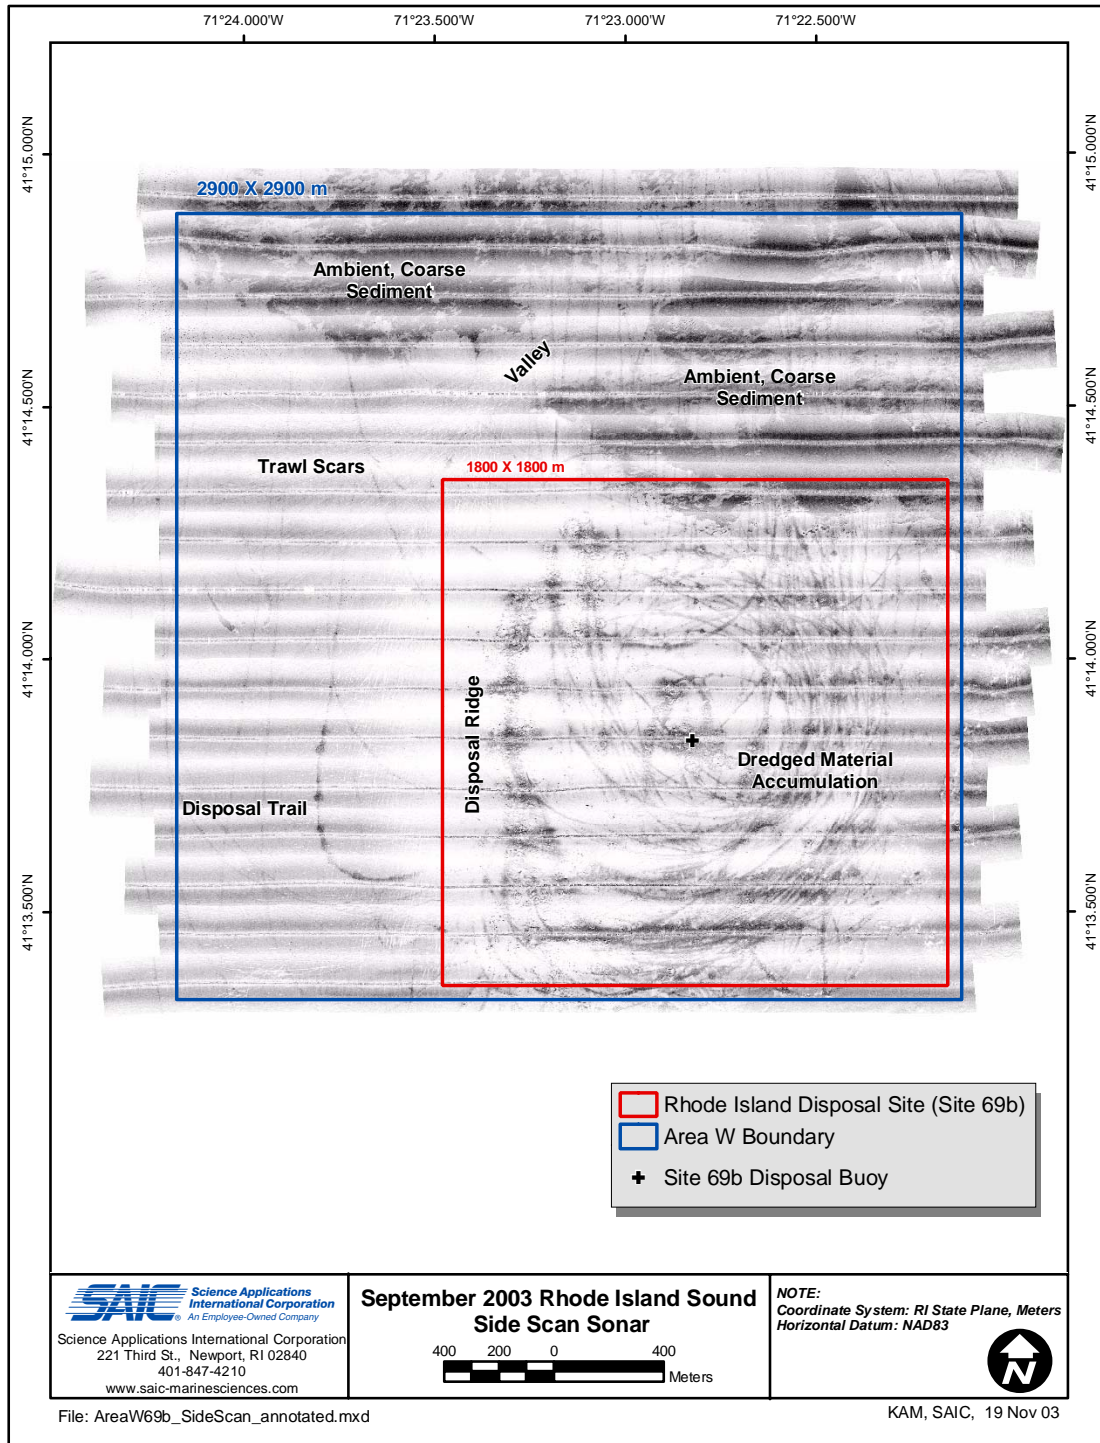 71°24.000'W 71°23.500'W 71°23.000'W 71°22.500'W
41°15.000'N
41°15.000'N
2900 X 2900 m
Ambient, Coarse
Sediment
Valley
Ambient, Coarse
Sediment
41°14.500'N
41°14.500'N
Trawl Scars
1800 X 1800 m
41°14.000'N
41°14.000'N
Disposal Ridge
Dredged Material
Accumulation
Disposal Trail
41°13.500'N
41°13.500'N
Rhode Island Disposal Site (Site 69b)
Area W Boundary
Site 69b Disposal Buoy
SAIC
Science Applications
International Corporation
An Employee-Owned Company
Science Applications International Corporation
221 Third St., Newport, RI 02840
401-847-4210
www.saic-marinesciences.com
September 2003 Rhode Island Sound
Side Scan Sonar
400 200 0 400
Meters
NOTE:
Coordinate System: RI State Plane, Meters
Horizontal Datum: NAD83
N
File: AreaW69b_SideScan_annotated.mxd
KAM, SAIC, 19 Nov 03